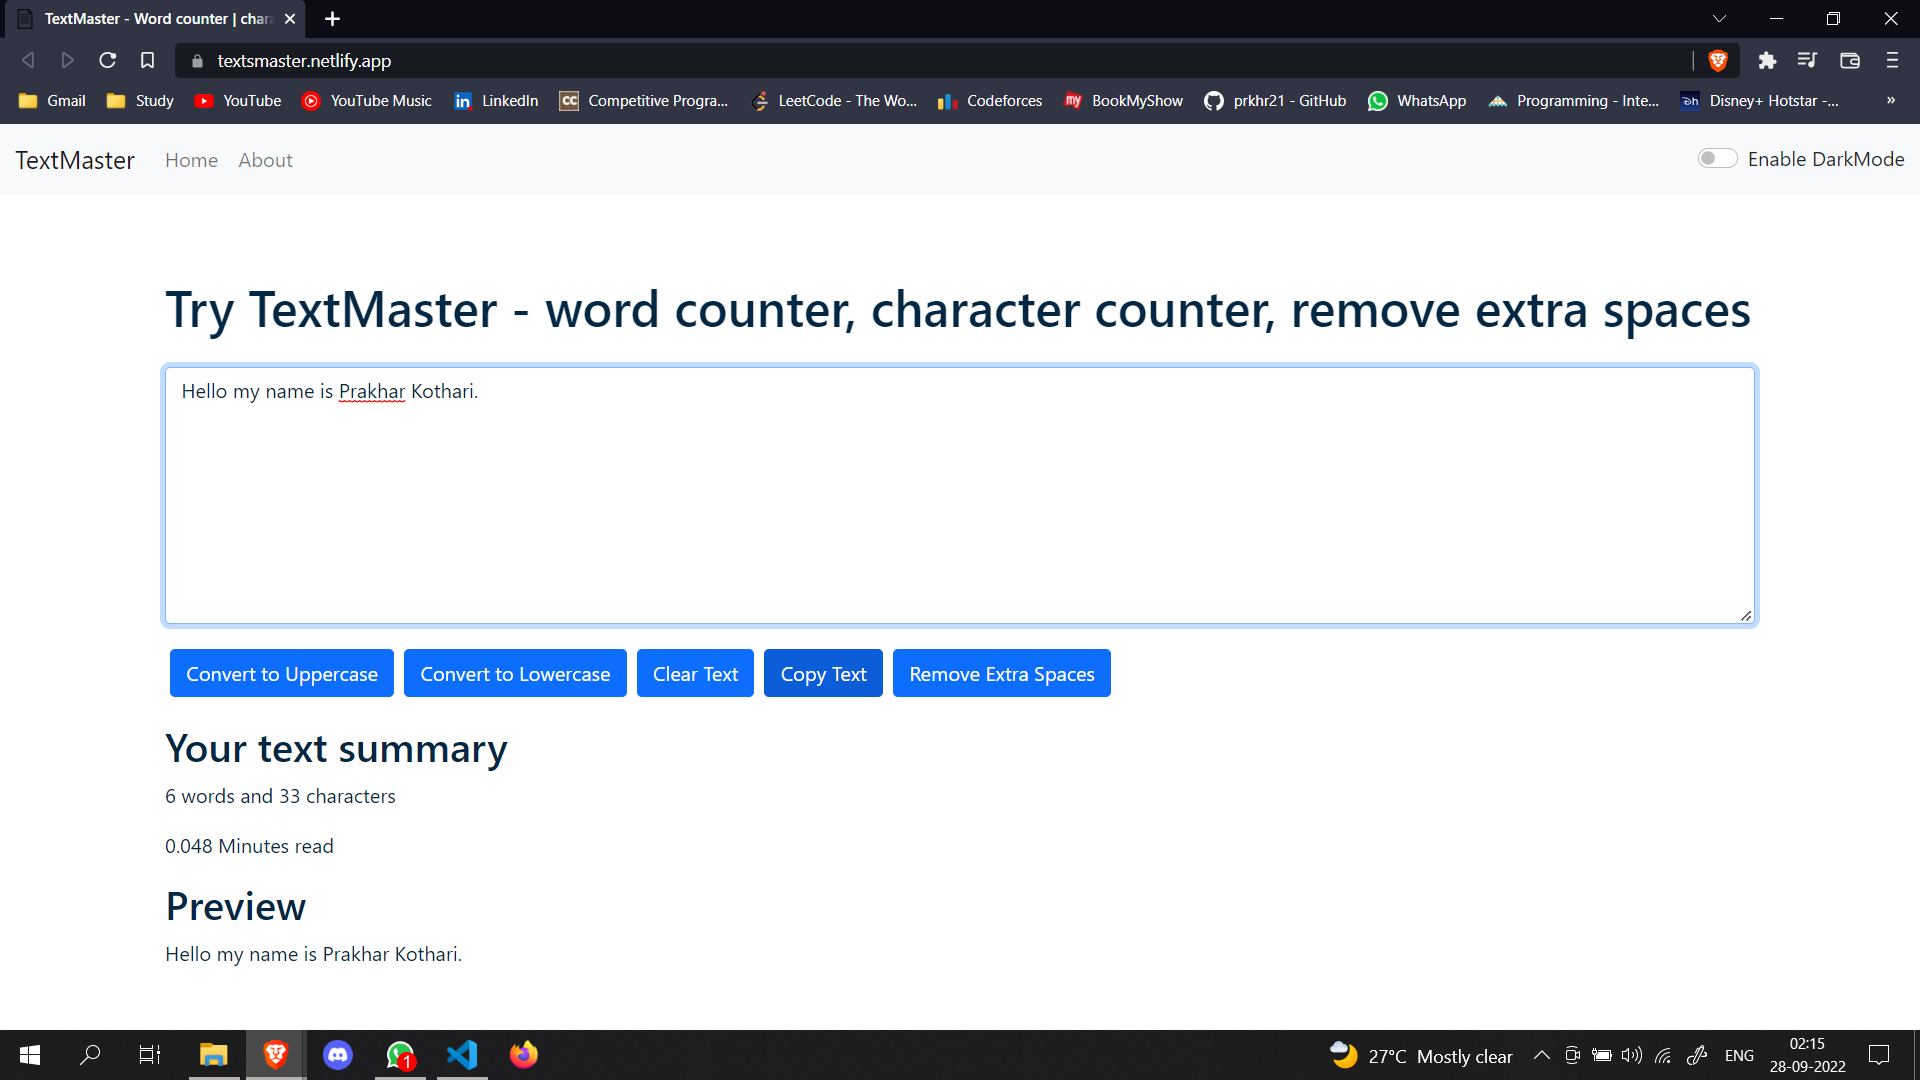 TextMaster - Word counter | chara
textsmaster.netlify.app
Gmail Study YouTube YouTube Music LinkedIn Competitive Progra... LeetCode - The Wo... Codeforces BookMyShow prkhr21 - GitHub WhatsApp Programming - Inte... Disney+ Hotstar -... »
TextMaster Home About Enable DarkMode
Try TextMaster - word counter, character counter, remove extra spaces
Hello my name is Prakhar Kothari.
Convert to Uppercase Convert to Lowercase Clear Text Copy Text Remove Extra Spaces
Your text summary
6 words and 33 characters
0.048 Minutes read
Preview
Hello my name is Prakhar Kothari.
1 27°C Mostly clear ENG 02:15
28-09-2022